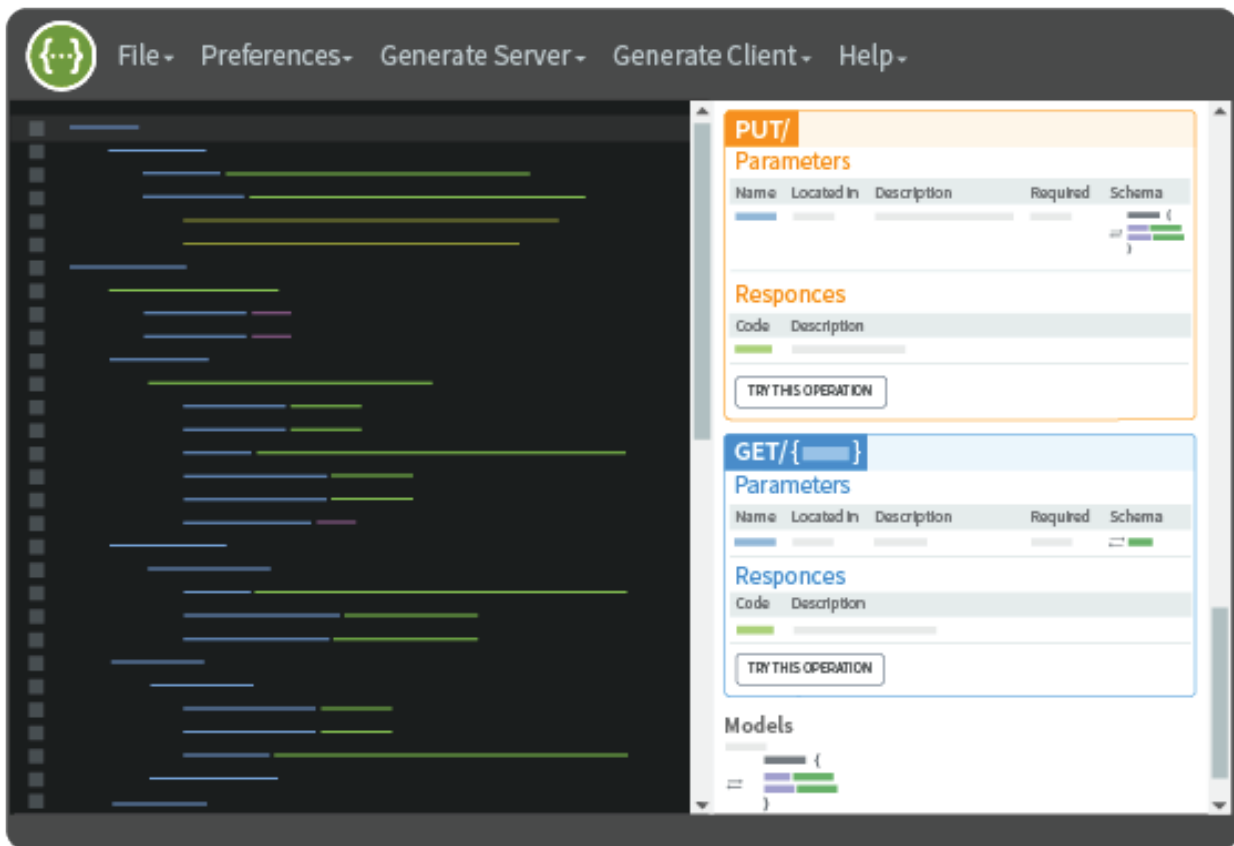 {...} File Preferences Generate Server Generate Client Help
PUT/
Parameters
Name Located in Description Required Schema
{
}
Responces
Code Description
TRY THIS OPERATION
GET/{ }
Parameters
Name Located in Description Required Schema
Responces
Code Description
TRY THIS OPERATION
Models
{
}